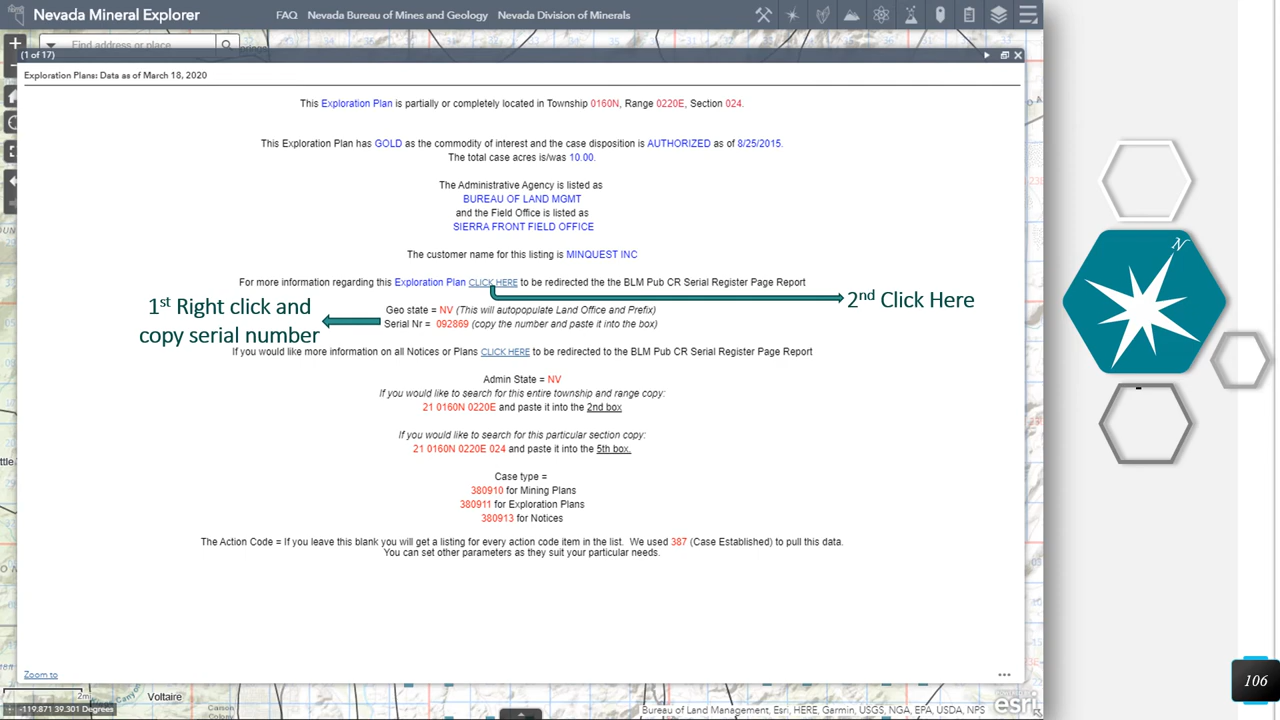 Nevada Mineral Explorer FAQ Nevada Bureau of Mines and Geology Nevada Division of Minerals
Find address or place
(1 of 17)
Exploration Plans: Data as of March 18, 2020
This Exploration Plan is partially or completely located in Township 0160N, Range 0220E, Section 024.
This Exploration Plan has GOLD as the commodity of interest and the case disposition is AUTHORIZED as of 8/25/2015.
The total case acres is/was 10.00.
The Administrative Agency is listed as
BUREAU OF LAND MGMT
and the Field Office is listed as
SIERRA FRONT FIELD OFFICE
The customer name for this listing is MINQUEST INC
For more information regarding this Exploration Plan CLICK HERE to be redirected the the BLM Pub CR Serial Register Page Report
1st Right click and
copy serial number
2nd Click Here
Geo state = NV (This will autopopulate Land Office and Prefix)
Serial Nr = 092869 (copy the number and paste it into the box)
If you would like more information on all Notices or Plans CLICK HERE to be redirected to the BLM Pub CR Serial Register Page Report
Admin State = NV
If you would like to search for this entire township and range copy:
21 0160N 0220E and paste it into the 2nd box
If you would like to search for this particular section copy:
21 0160N 0220E 024 and paste it into the 5th box.
Case type =
380910 for Mining Plans
380911 for Exploration Plans
380913 for Notices
The Action Code = If you leave this blank you will get a listing for every action code item in the list. We used 387 (Case Established) to pull this data.
You can set other parameters as they suit your particular needs.
Zoom to
N
106
2mi
Voltaire
Carson
Colony
-119.871 39.301 Degrees
Bureau of Land Management, Esri, HERE, Garmin, USGS, NGA, EPA, USDA, NPS
esri